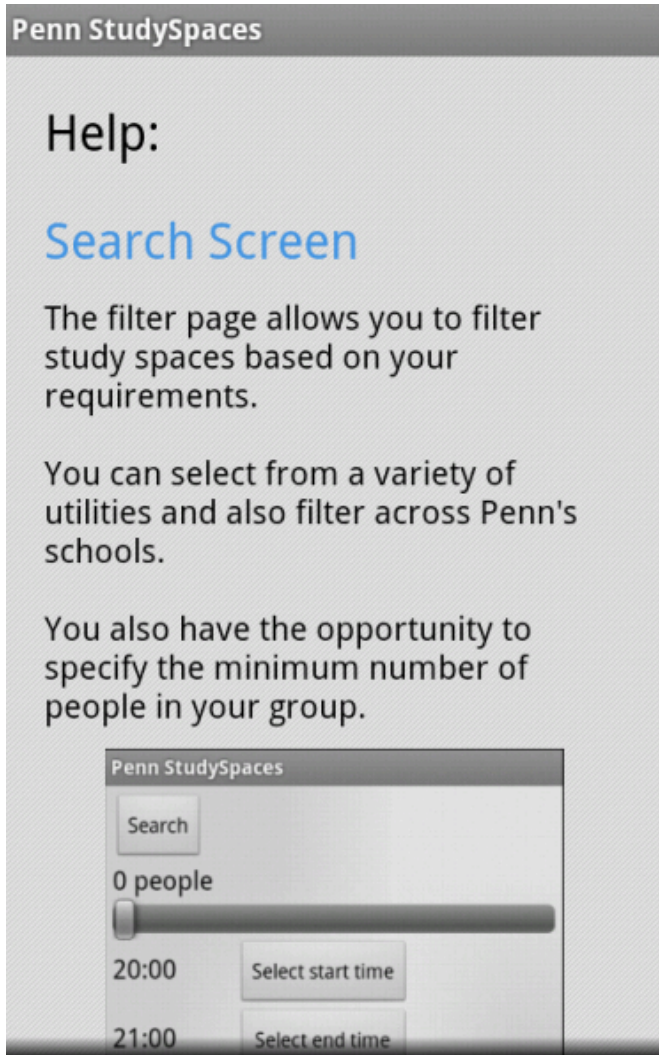 Penn StudySpaces
Help:
Search Screen
The filter page allows you to filter
study spaces based on your
requirements.
You can select from a variety of
utilities and also filter across Penn's
schools.
You also have the opportunity to
specify the minimum number of
people in your group.
Penn StudySpaces
Search
0 people
20:00 Select start time
21:00 Select end time